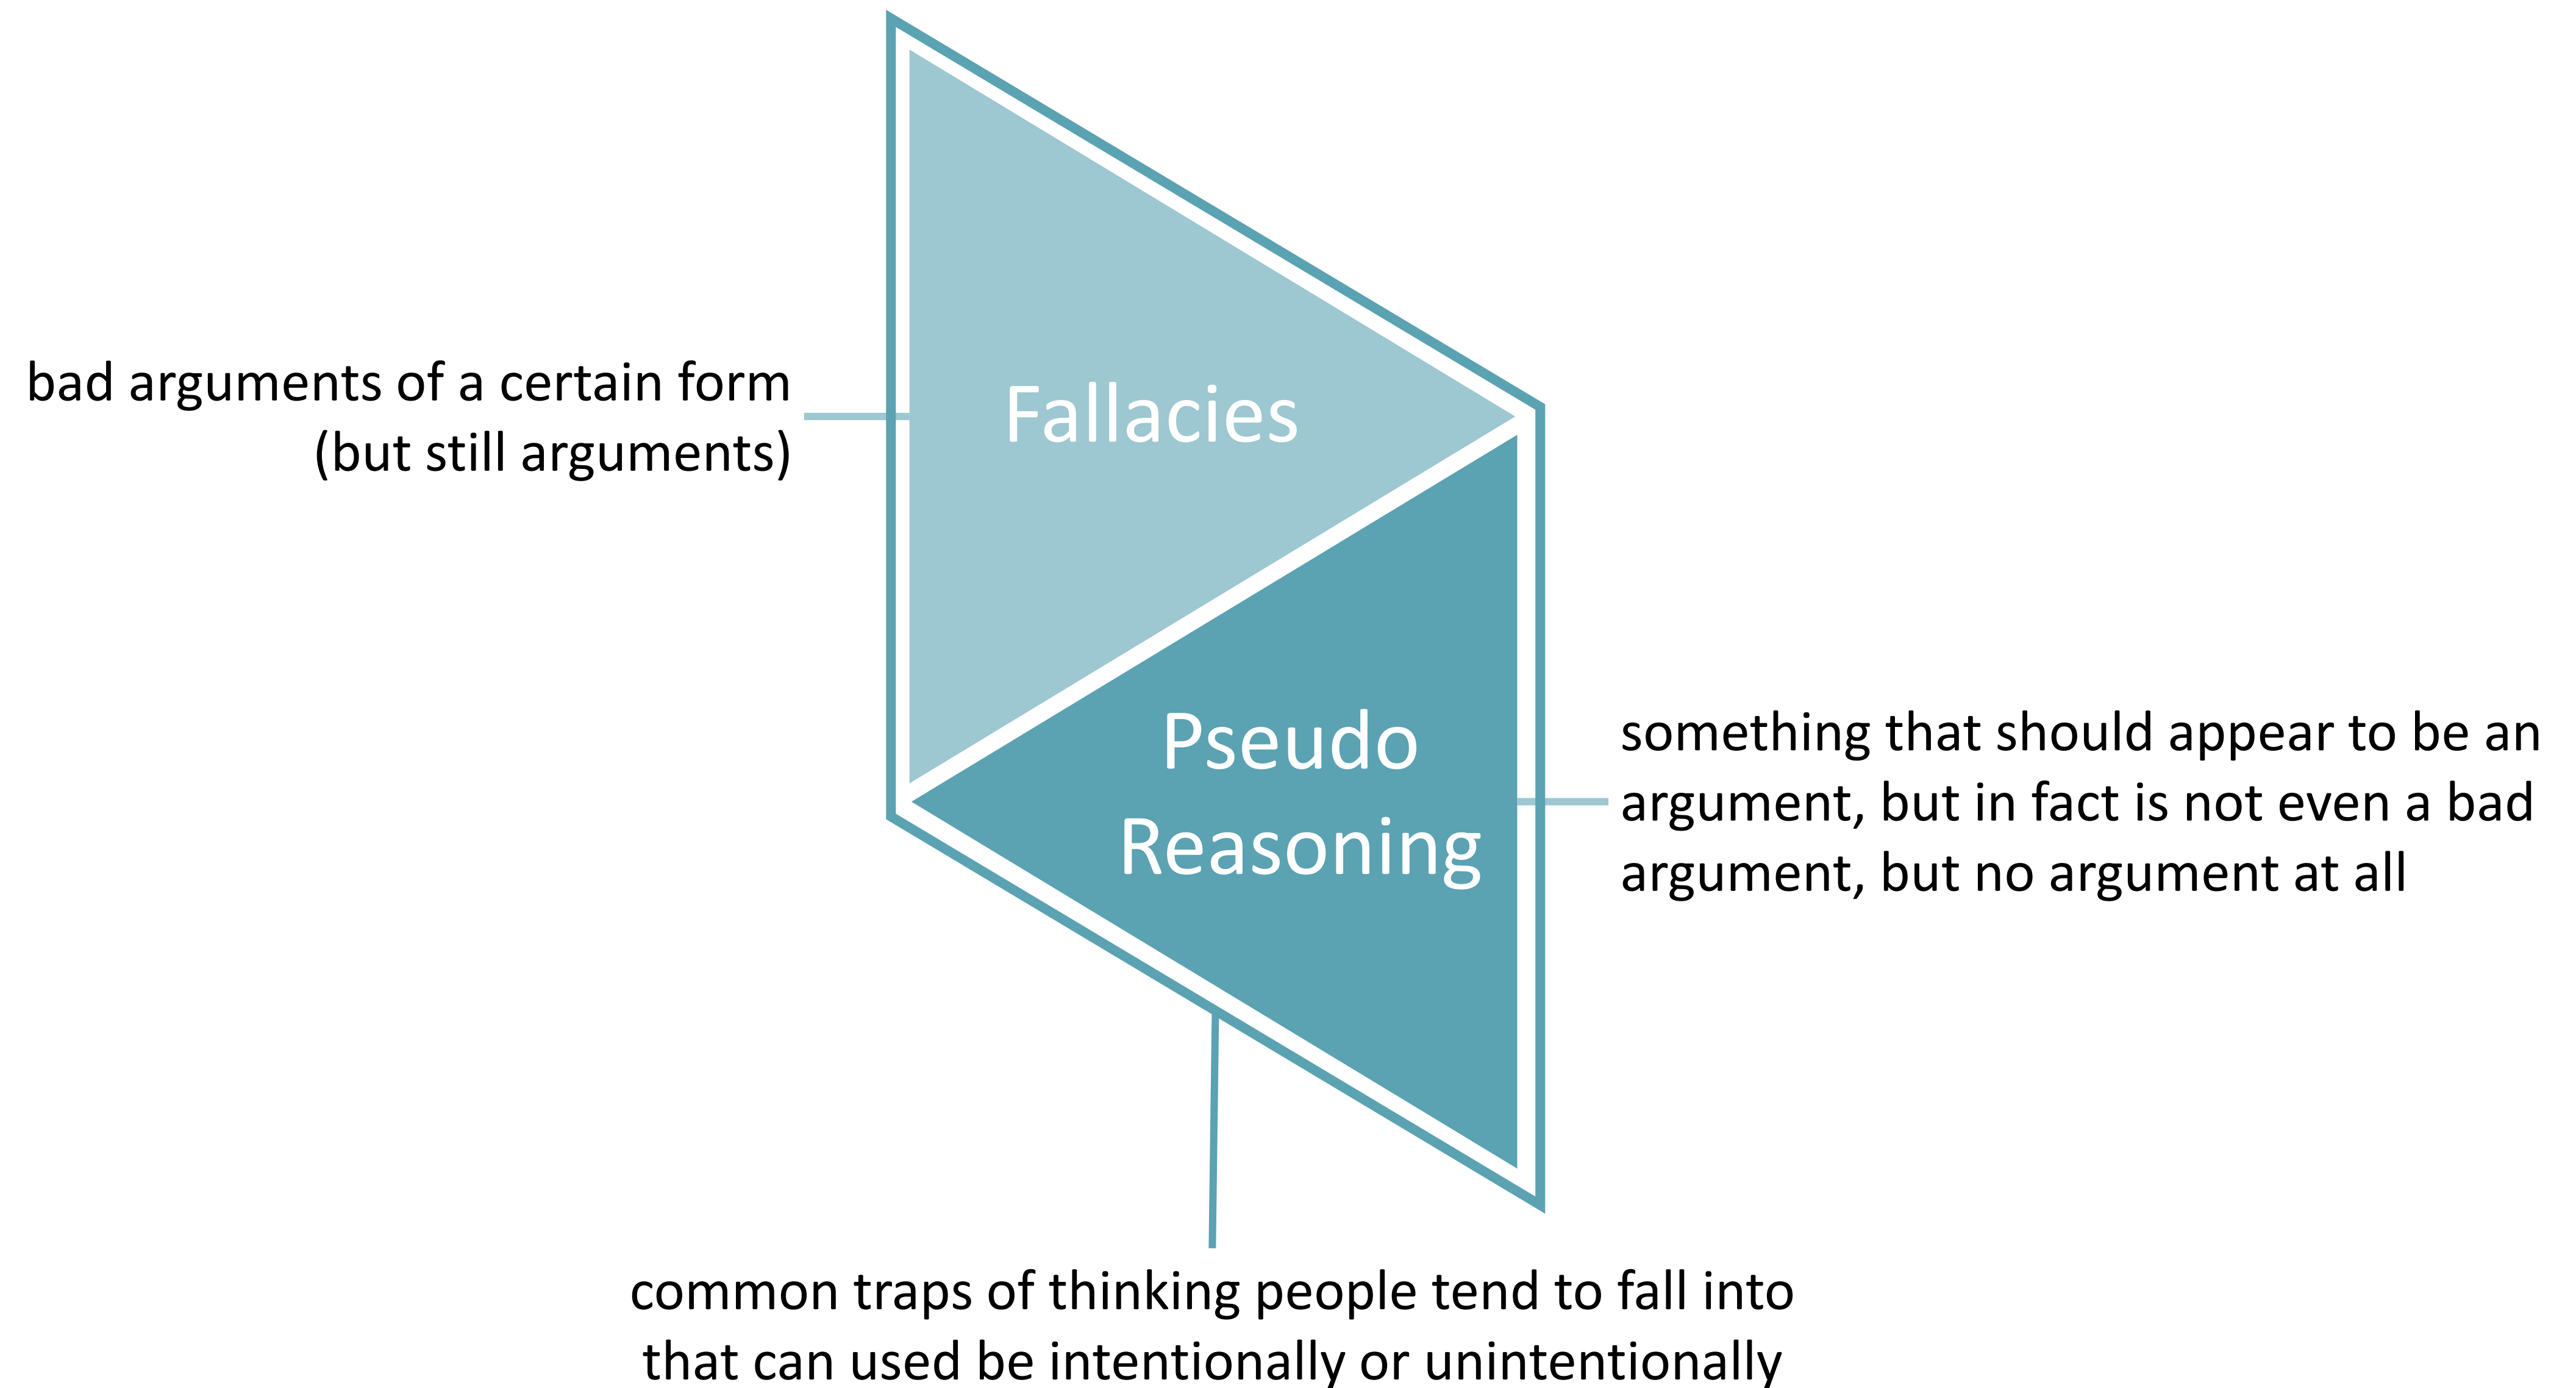 bad arguments of a certain form
(but still arguments)
Fallacies
Pseudo
Reasoning
something that should appear to be an
argument, but in fact is not even a bad
argument, but no argument at all
common traps of thinking people tend to fall into
that can used be intentionally or unintentionally